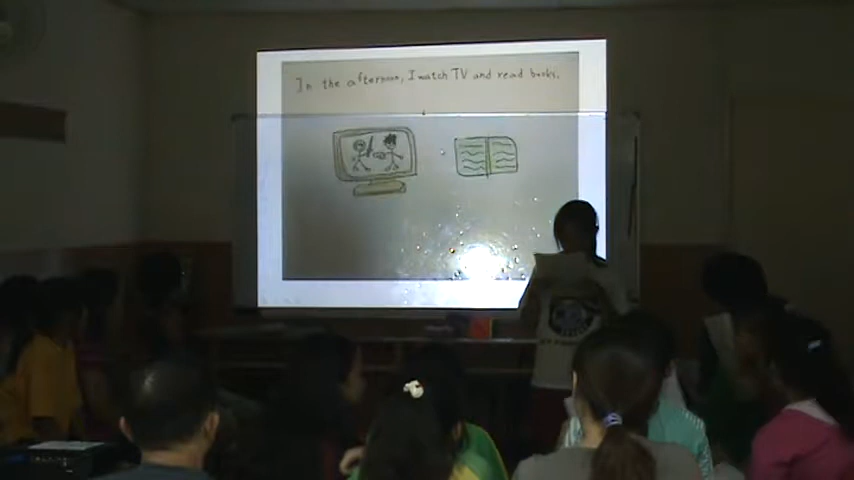 In the afternoon, I watch TV and read books.